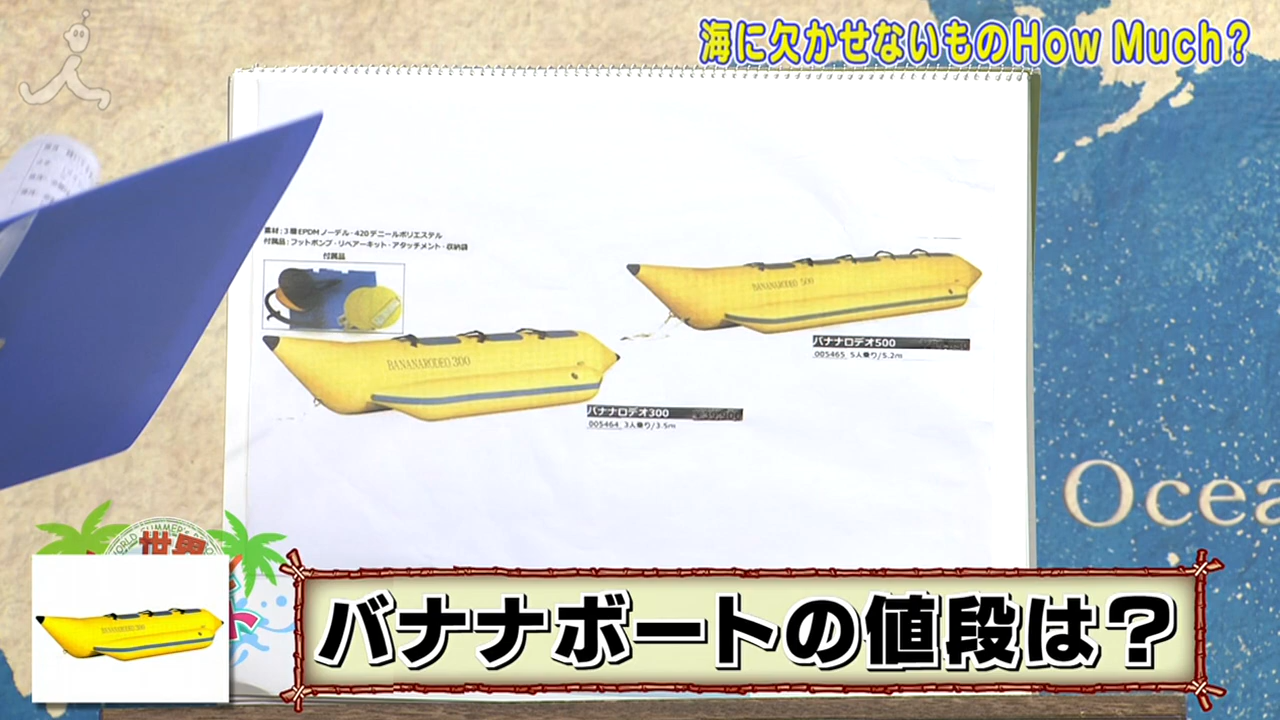 海に欠かせないものHow Much?
素材:3層EPDMノーデル・420デニールポリエステル
付属品:フットポンプ・リペアーキット・アタッチメント・収納袋
付属品
BANANARODEO 500
バナナロデオ500
005465 5人乗り/5.2m
BANANARODEO 300
バナナロデオ300
005464 3人乗り/3.5m
Ocea
世界
バナナボートの値段は?
BANANARODEO 300